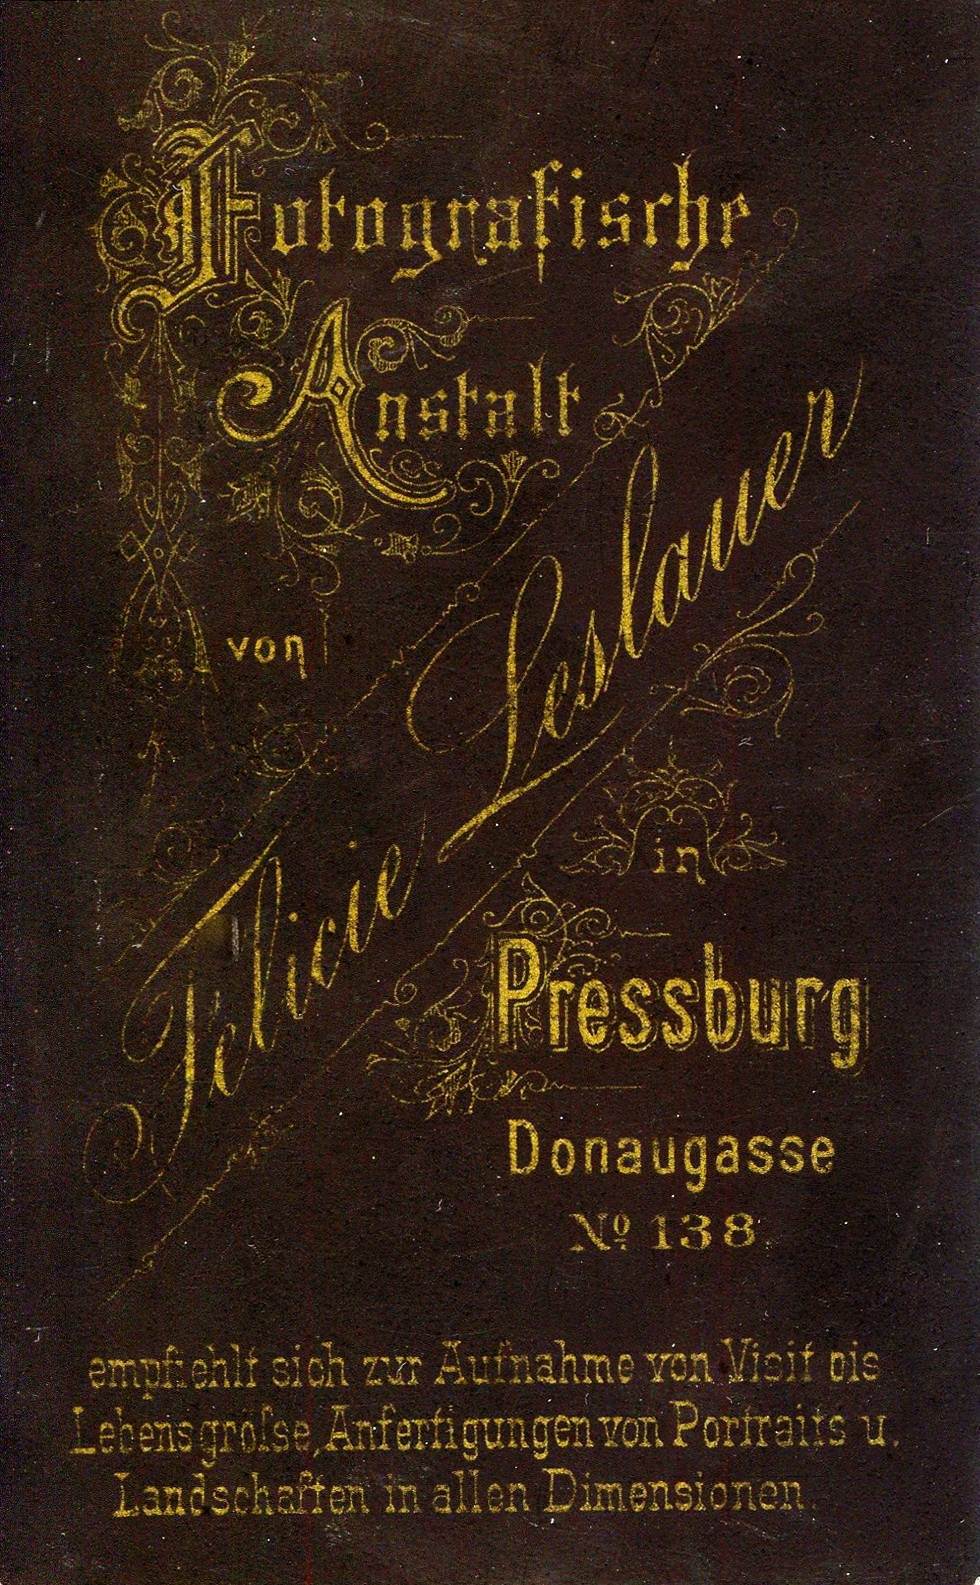 Fotografische
Anstalt
von
Felicie Leslauer
in
Pressburg
Donaugasse
No 138.
empfiehlt sich zur Aufnahme von Visit bis
Lebensgröſse, Anfertigungen von Portraits u.
Landschaften in allen Dimensionen.